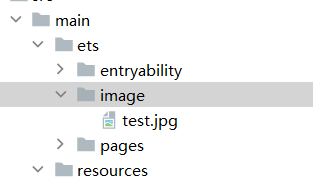 main
ets
entryability
image
test.jpg
pages
resources